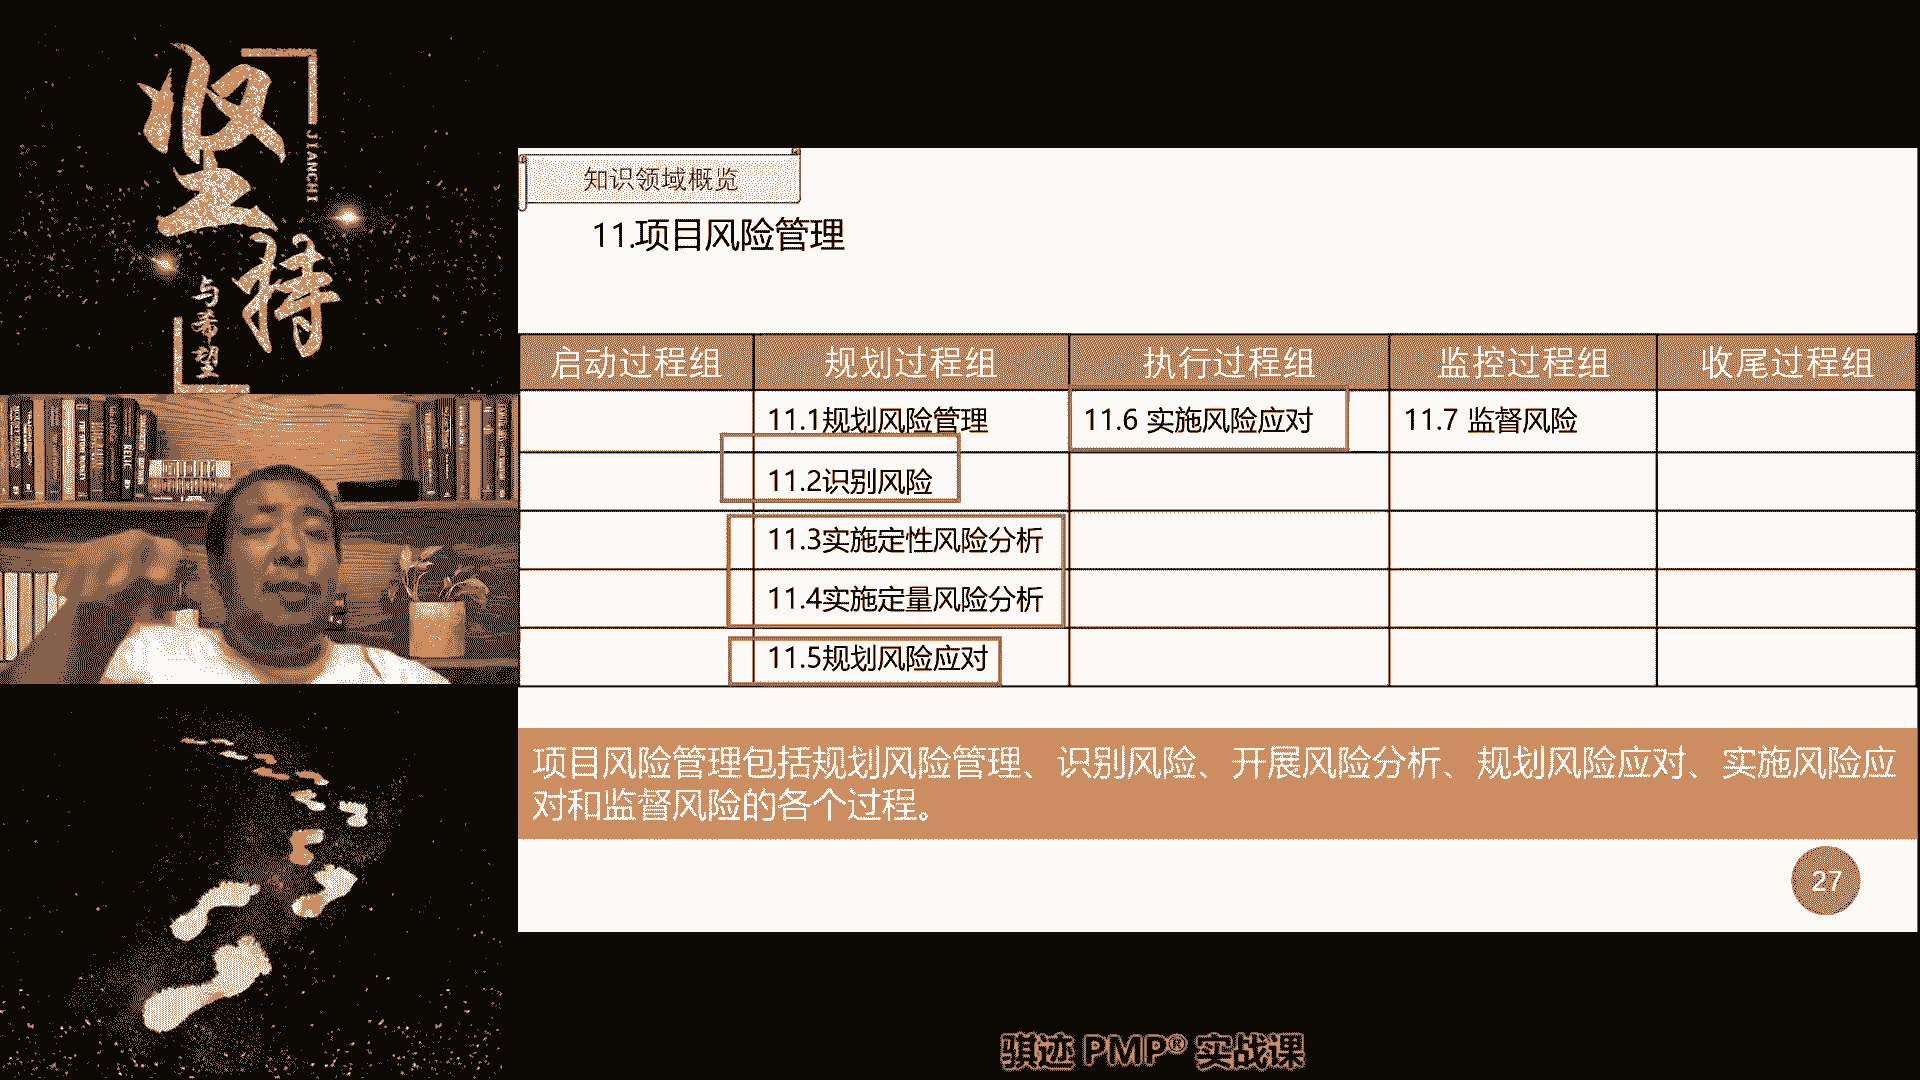 坚持
JIANCHI
与希望
知识领域概览
11.项目风险管理
启动过程组 规划过程组 执行过程组 监控过程组 收尾过程组
11.1规划风险管理 11.6 实施风险应对 11.7 监督风险
11.2识别风险
11.3实施定性风险分析
11.4实施定量风险分析
11.5规划风险应对
项目风险管理包括规划风险管理、识别风险、开展风险分析、规划风险应对、实施风险应
对和监督风险的各个过程。
27
骐迹 PMP® 实战课